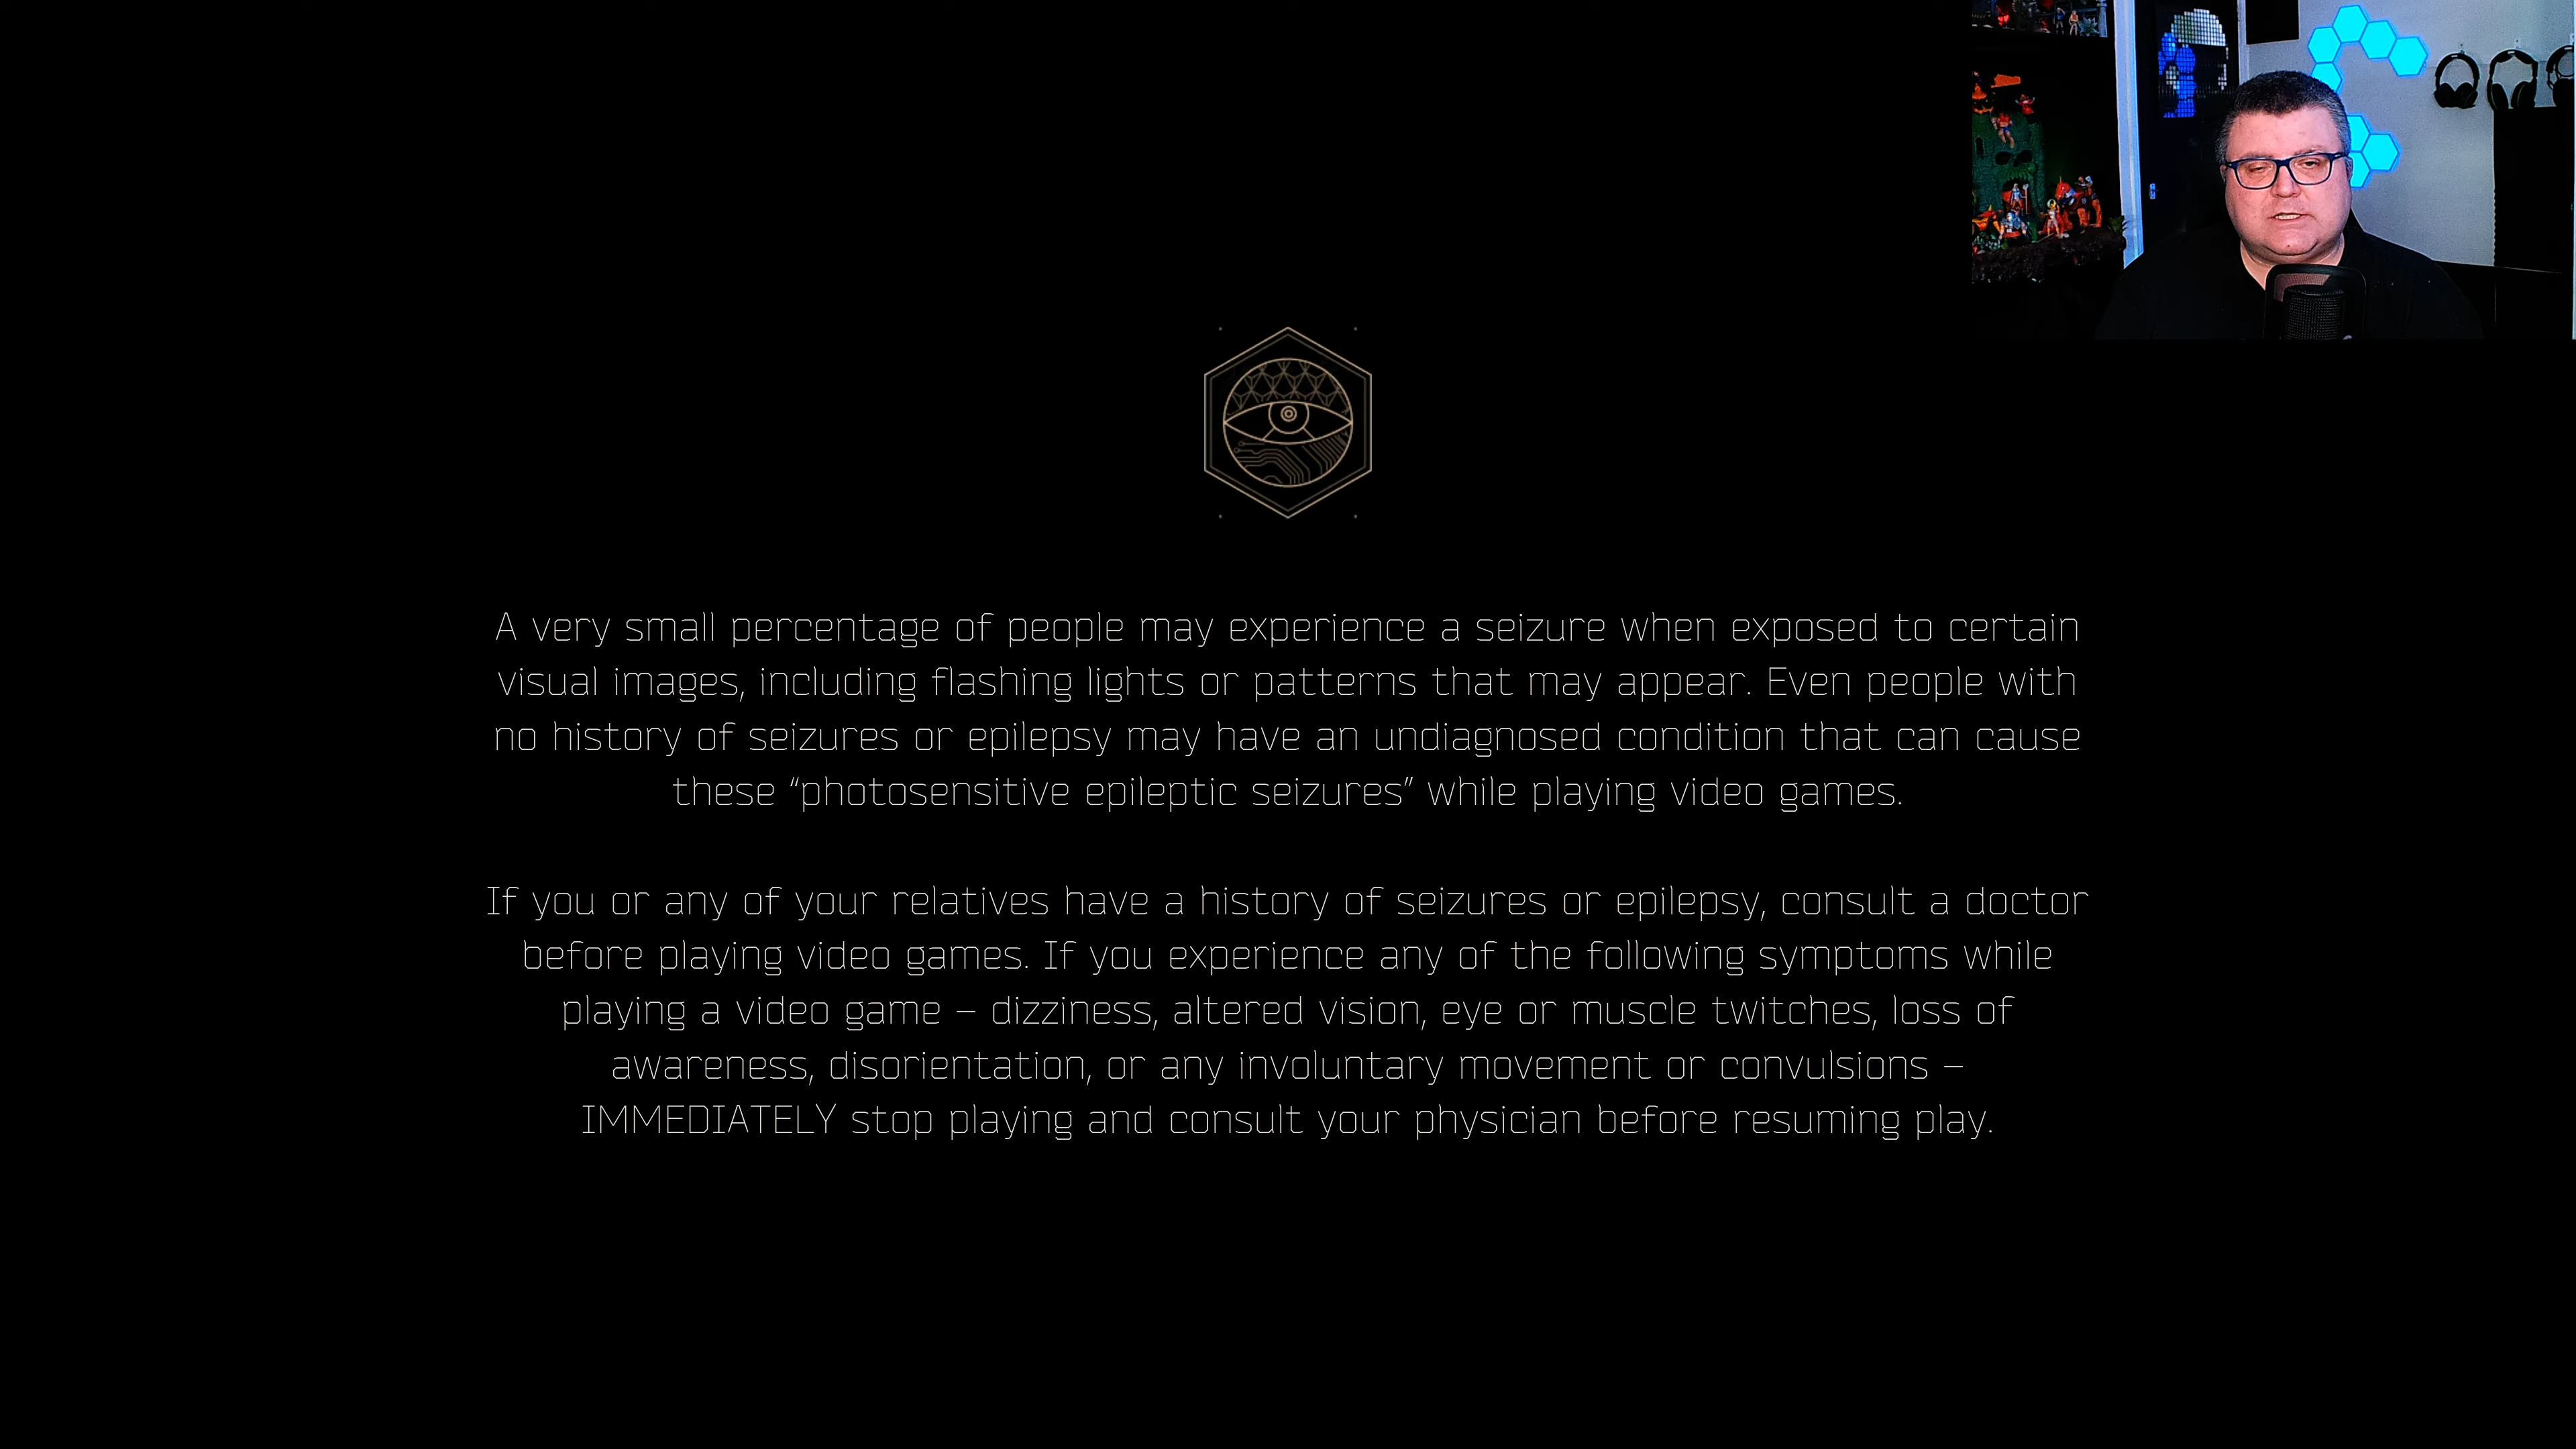 A very small percentage of people may experience a seizure when exposed to certain
visual images, including flashing lights or patterns that may appear. Even people with
no history of seizures or epilepsy may have an undiagnosed condition that can cause
these “photosensitive epileptic seizures” while playing video games.
If you or any of your relatives have a history of seizures or epilepsy, consult a doctor
before playing video games. If you experience any of the following symptoms while
playing a video game – dizziness, altered vision, eye or muscle twitches, loss of
awareness, disorientation, or any involuntary movement or convulsions –
IMMEDIATELY stop playing and consult your physician before resuming play.